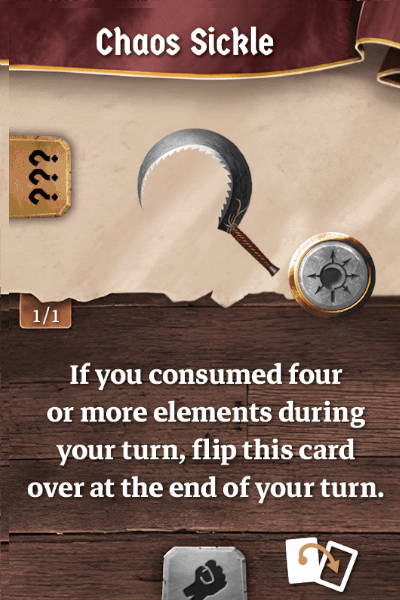 Chaos Sickle
???
1/1
If you consumed four
or more elements during
your turn, flip this card
over at the end of your turn.